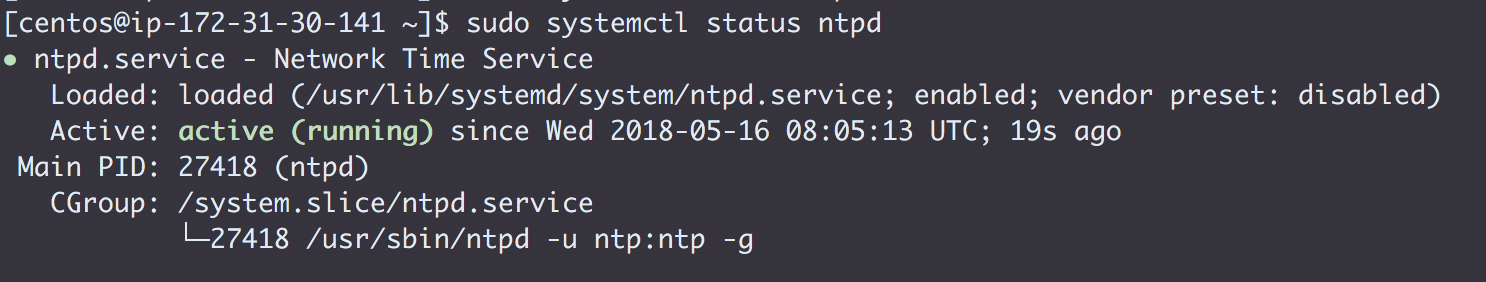 [centos@ip-172-31-30-141 ~]$ sudo systemctl status ntpd
● ntpd.service - Network Time Service
   Loaded: loaded (/usr/lib/systemd/system/ntpd.service; enabled; vendor preset: disabled)
   Active: active (running) since Wed 2018-05-16 08:05:13 UTC; 19s ago
 Main PID: 27418 (ntpd)
   CGroup: /system.slice/ntpd.service
           └─27418 /usr/sbin/ntpd -u ntp:ntp -g